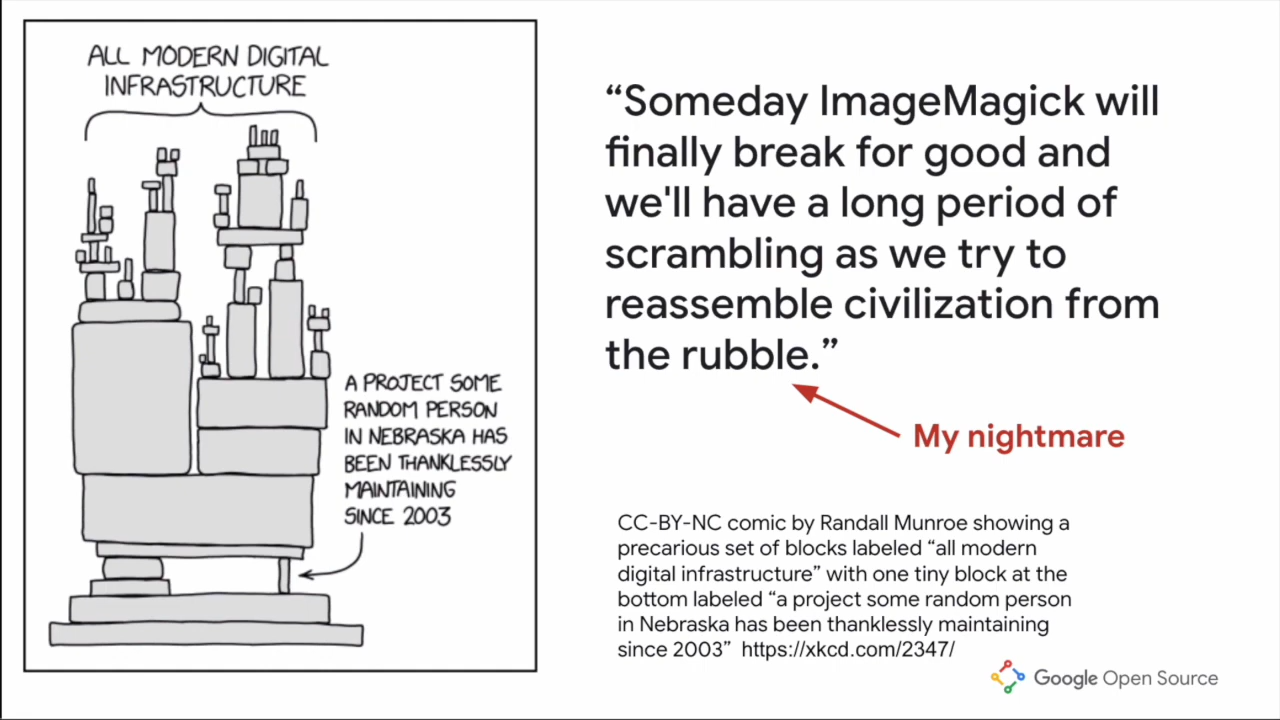 ALL MODERN DIGITAL
INFRASTRUCTURE
A PROJECT SOME
RANDOM PERSON
IN NEBRASKA HAS
BEEN THANKLESSLY
MAINTAINING
SINCE 2003
“Someday ImageMagick will
finally break for good and
we'll have a long period of
scrambling as we try to
reassemble civilization from
the rubble.”
My nightmare
CC-BY-NC comic by Randall Munroe showing a
precarious set of blocks labeled “all modern
digital infrastructure” with one tiny block at the
bottom labeled “a project some random person
in Nebraska has been thanklessly maintaining
since 2003” https://xkcd.com/2347/
Google Open Source